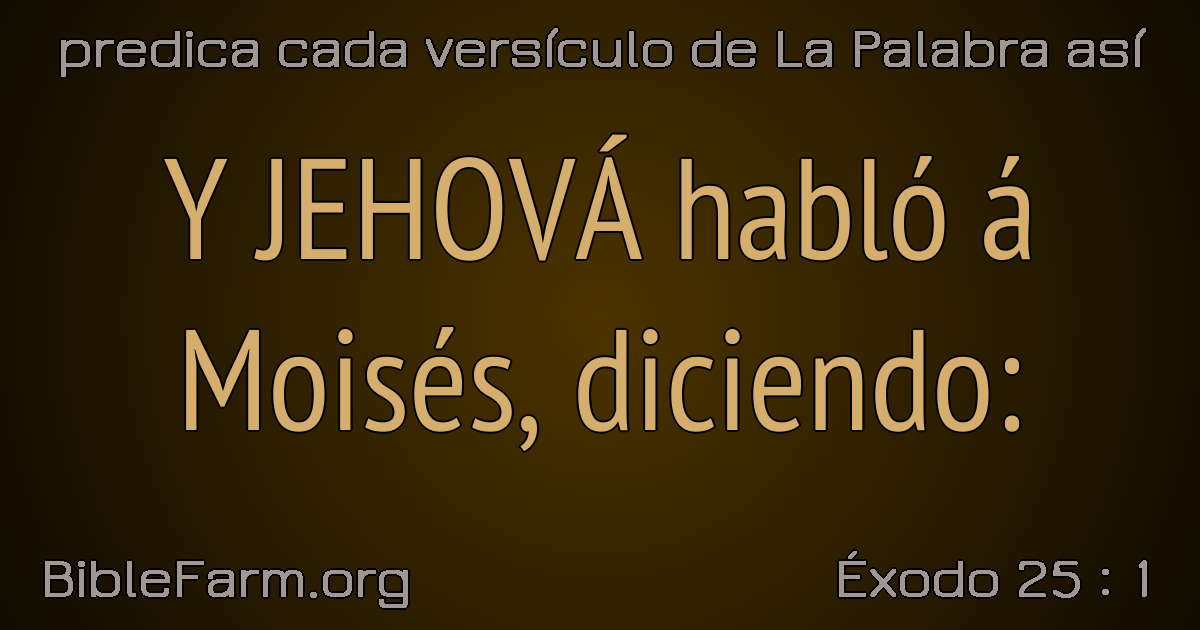 predica cada versículo de La Palabra así
Y JEHOVÁ habló á
Moisés, diciendo:
BibleFarm.org
Éxodo 25 : 1